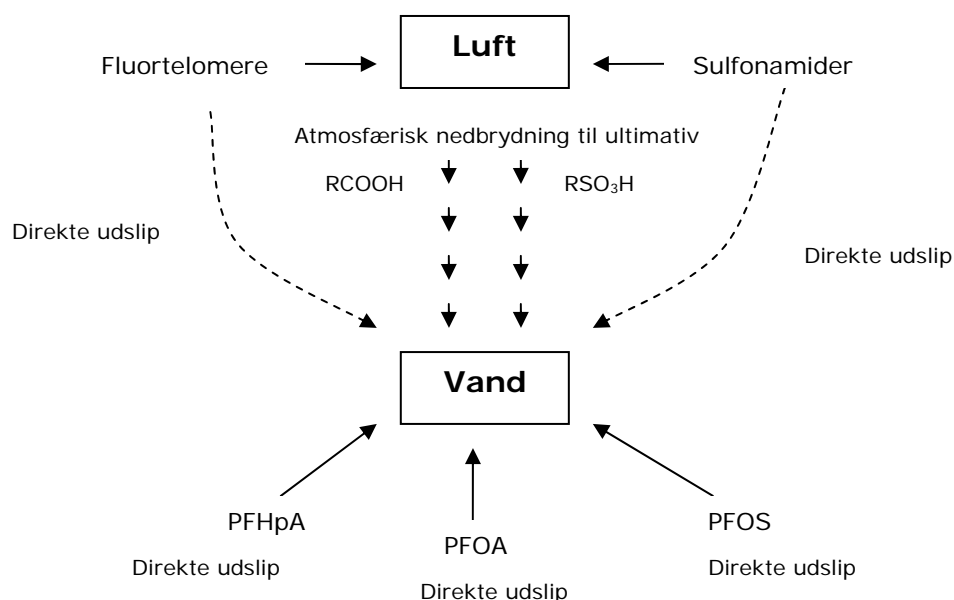 Luft
Fluortelomere
Sulfonamider
Atmosfærisk nedbrydning til ultimativ
RCOOH
RSO₃H
Direkte udslip
Direkte udslip
Vand
PFHpA
PFOA
PFOS
Direkte udslip
Direkte udslip
Direkte udslip